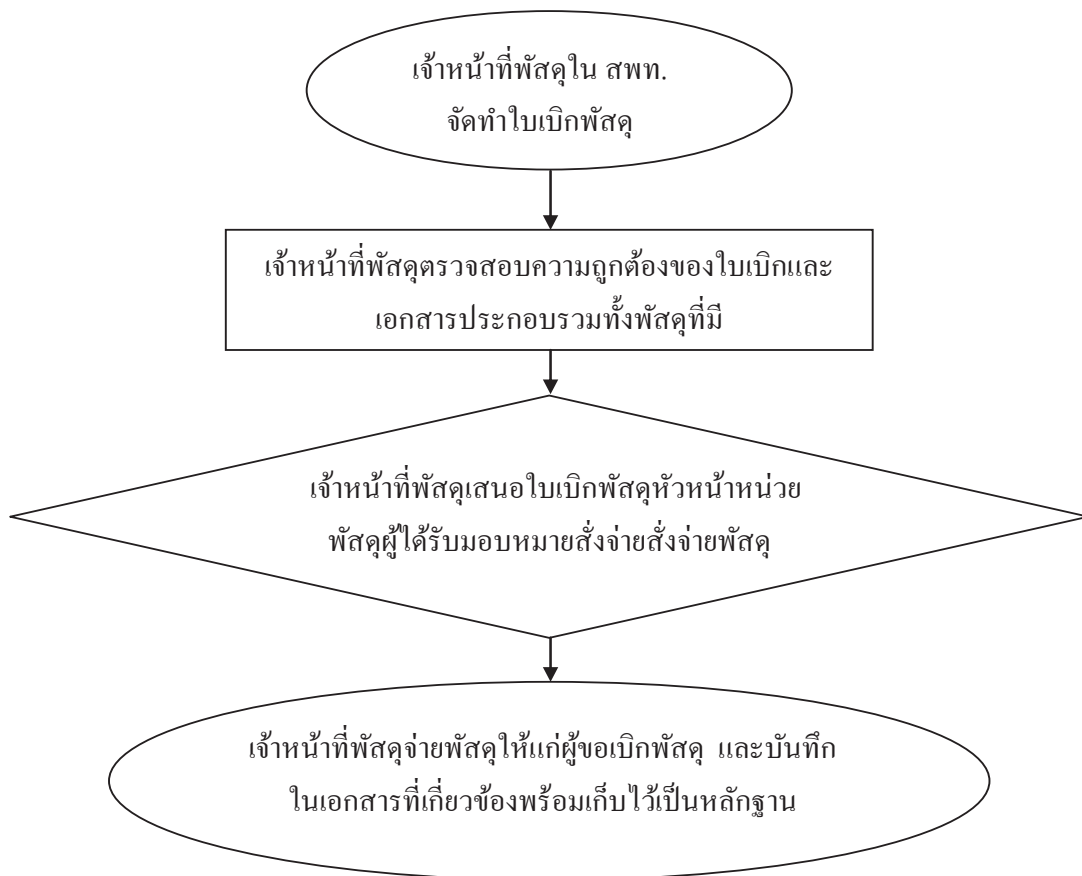 เจ้าหน้าที่พัสดุใน สพท.
จัดทำใบเบิกพัสดุ
เจ้าหน้าที่พัสดุตรวจสอบความถูกต้องของใบเบิกและ
เอกสารประกอบรวมทั้งพัสดุที่มี
เจ้าหน้าที่พัสดุเสนอใบเบิกพัสดุหัวหน้าหน่วย
พัสดุผู้ได้รับมอบหมายสั่งจ่ายสั่งจ่ายพัสดุ
เจ้าหน้าที่พัสดุจ่ายพัสดุให้แก่ผู้ขอเบิกพัสดุ และบันทึก
ในเอกสารที่เกี่ยวข้องพร้อมเก็บไว้เป็นหลักฐาน